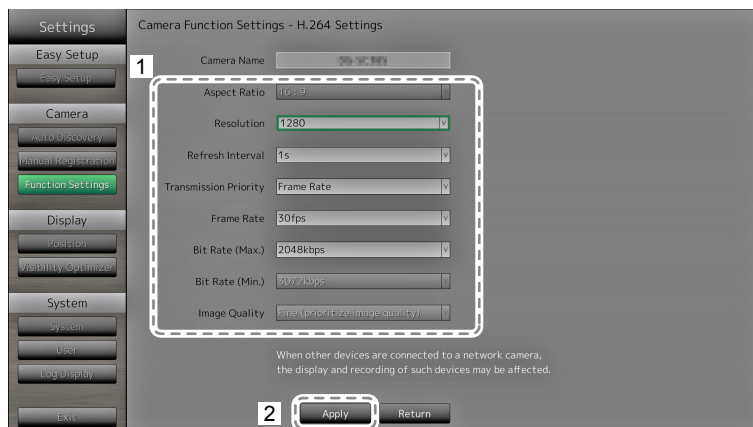 Settings
Easy Setup
Easy Setup
Camera
Auto Discovery
Manual Registration
Function Settings
Display
Position
Visibility Optimizer
System
System
User
Log Display
Exit
Camera Function Settings - H.264 Settings
1
Camera Name
Aspect Ratio 16 : 9
Resolution 1280
Refresh Interval 1s
Transmission Priority Frame Rate
Frame Rate 30fps
Bit Rate (Max.) 2048kbps
Bit Rate (Min.) 3072kbps
Image Quality Fine (prioritize image quality)
When other devices are connected to a network camera,
the display and recording of such devices may be affected.
2 Apply Return